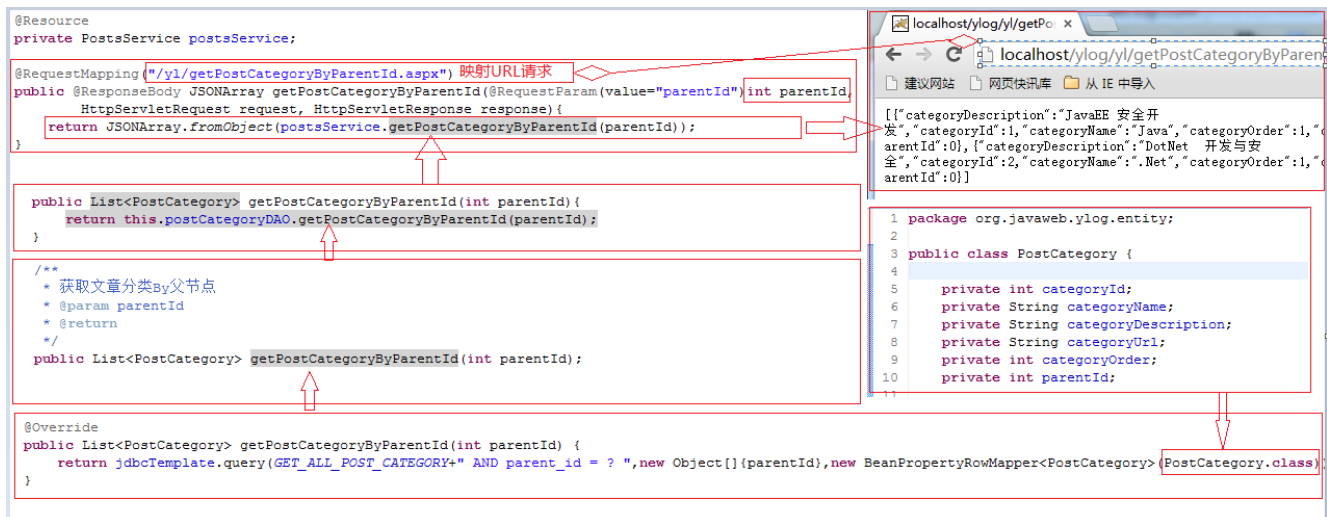 @Resource
private PostsService postsService;
@RequestMapping("/yl/getPostCategoryByParentId.aspx") 映射URL请求
public @ResponseBody JSONArray getPostCategoryByParentId(@RequestParam(value="parentId")int parentId,
HttpServletRequest request, HttpServletResponse response){
return JSONArray.fromObject(postsService.getPostCategoryByParentId(parentId));
}
public List<PostCategory> getPostCategoryByParentId(int parentId){
return this.postCategoryDAO.getPostCategoryByParentId(parentId);
}
/**
* 获取文章分类By父节点
* @param parentId
* @return
*/
public List<PostCategory> getPostCategoryByParentId(int parentId);
@Override
public List<PostCategory> getPostCategoryByParentId(int parentId) {
return jdbcTemplate.query(GET_ALL_POST_CATEGORY+" AND parent_id = ? ",new Object[]{parentId},new BeanPropertyRowMapper<PostCategory>(PostCategory.class))
}
localhost/ylog/yl/getPo: ×
localhost/ylog/yl/getPostCategoryByParen
建议网站 网页快讯库 从 IE 中导入
[{"categoryDescription":"JavaEE 安全开
发","categoryId":1,"categoryName":"Java","categoryOrder":1,"c
arentId":0},{"categoryDescription":"DotNet 开发与安
全","categoryId":2,"categoryName":".Net","categoryOrder":1,"c
arentId":0}]
1 package org.javaweb.ylog.entity;
2
3 public class PostCategory {
4
5 private int categoryId;
6 private String categoryName;
7 private String categoryDescription;
8 private String categoryUrl;
9 private int categoryOrder;
10 private int parentId;